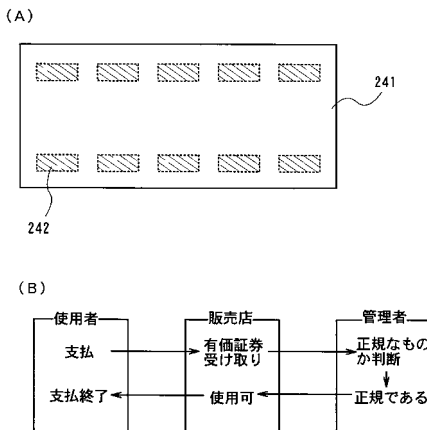 (A)
241
242
(B)
使用者
販売店
管理者
支払
有価証券
受け取り
正規なもの
か判断
支払終了
使用可
正規である